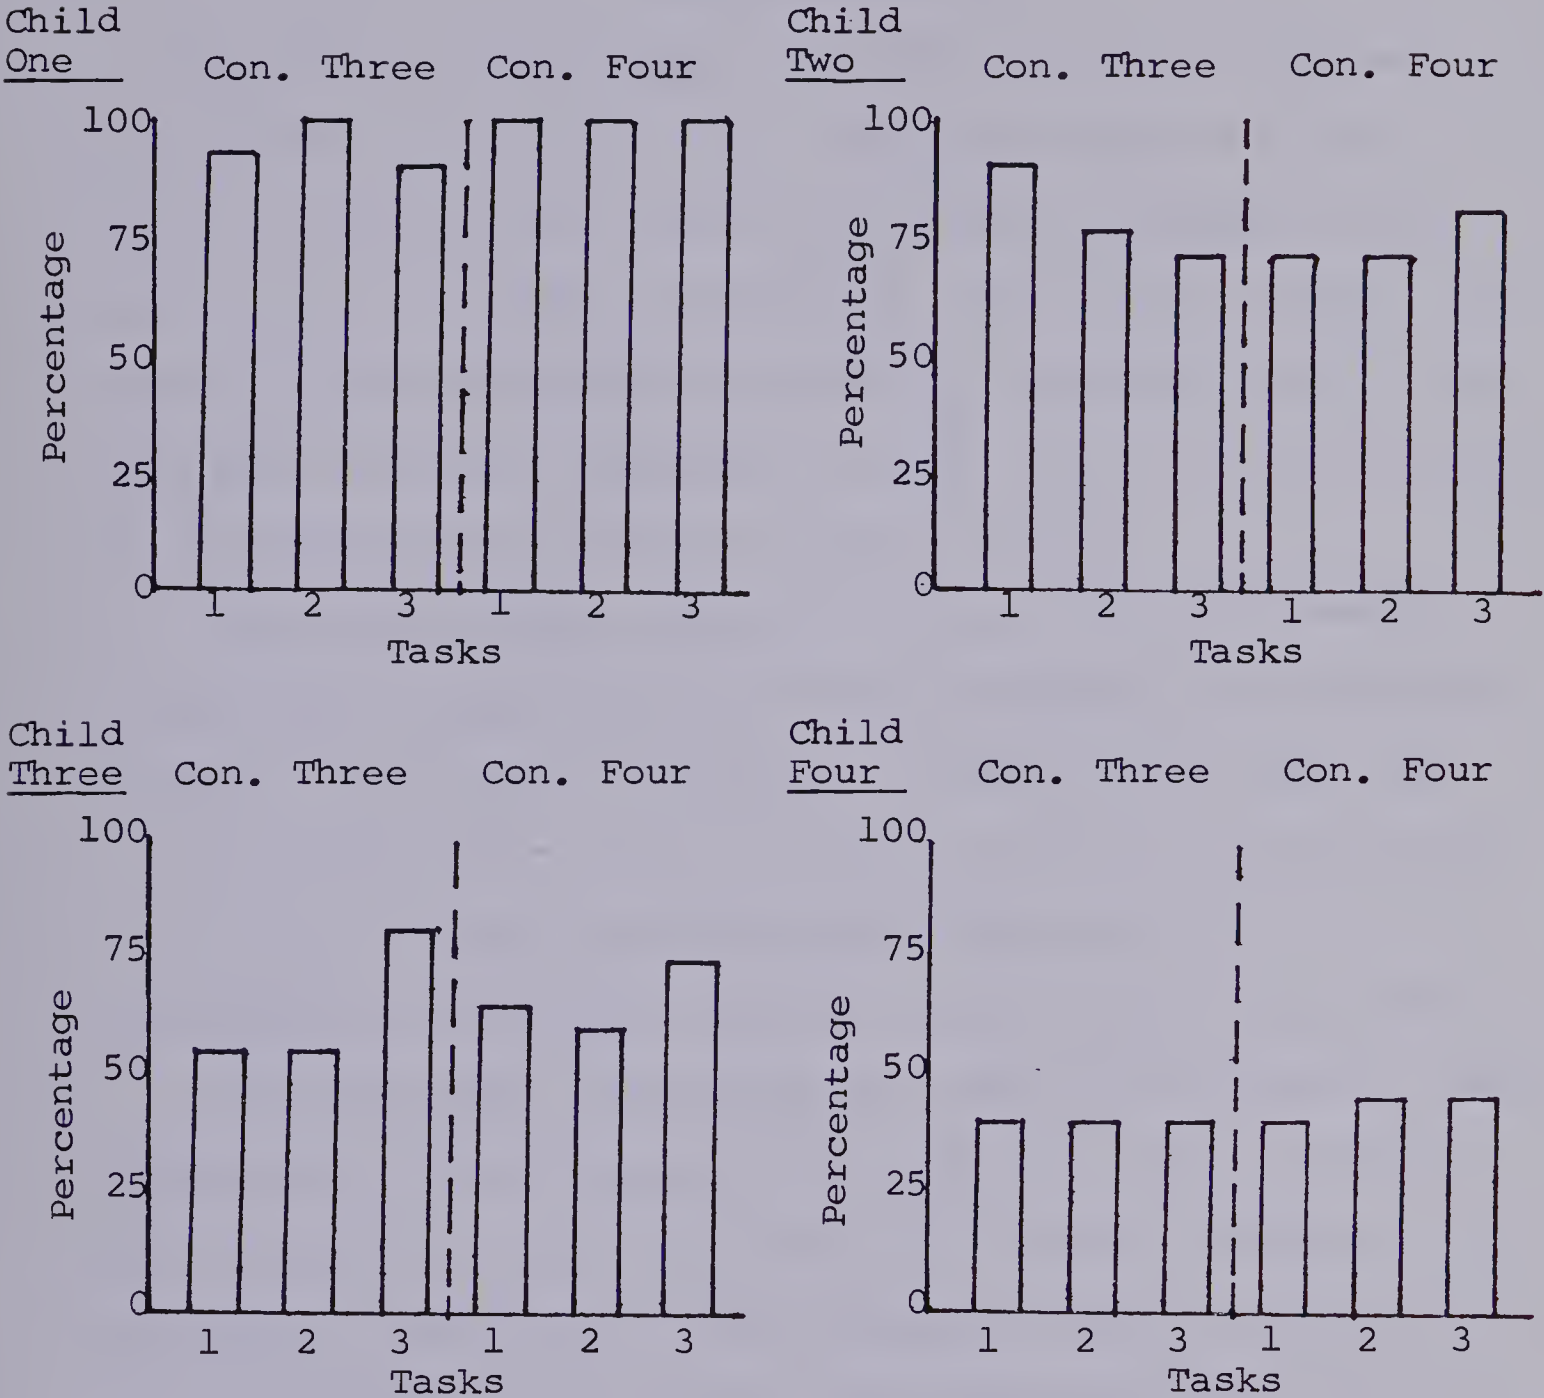 Child
One
Con. Three Con. Four
100
75
50
25
0
Percentage
1 2 3 1 2 3
Tasks
Child
Two
Con. Three Con. Four
100
75
50
25
0
Percentage
1 2 3 1 2 3
Tasks
Child
Three Con. Three Con. Four
100
75
50
25
0
Percentage
1 2 3 1 2 3
Tasks
Child
Four Con. Three Con. Four
100
75
50
25
0
Percentage
1 2 3 1 2 3
Tasks